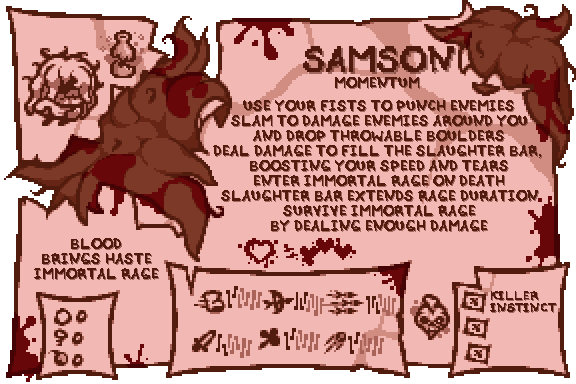 SAMSON
MOMENTUM
USE YOUR FISTS TO PUNCH ENEMIES
SLAM TO DAMAGE ENEMIES AROUND YOU
AND DROP THROWABLE BOULDERS
DEAL DAMAGE TO FILL THE SLAUGHTER BAR,
BOOSTING YOUR SPEED AND TEARS
ENTER IMMORTAL RAGE ON DEATH
SLAUGHTER BAR EXTENDS RAGE DURATION,
SURVIVE IMMORTAL RAGE
BY DEALING ENOUGH DAMAGE
BLOOD
BRINGS HASTE
IMMORTAL RAGE
KILLER
INSTINCT